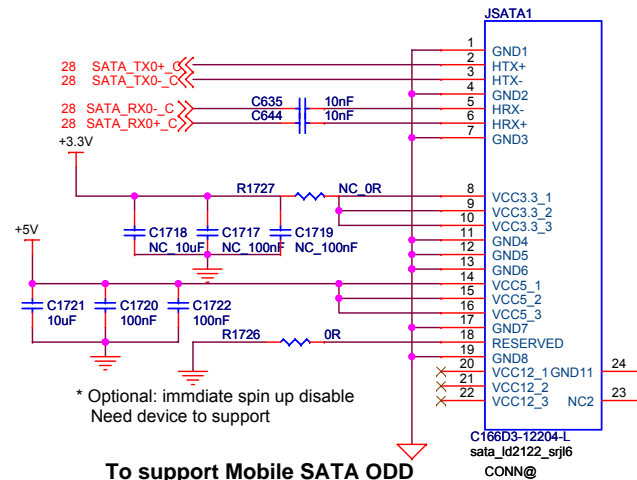 JSATA1
1 GND1
28 SATA_TX0+_C 2 HTX+
28 SATA_TX0-_C 3 HTX-
4 GND2
28 SATA_RX0-_C C635 10nF 5 HRX-
28 SATA_RX0+_C C644 10nF 6 HRX+
7 GND3
+3.3V
R1727 NC_0R 8 VCC3.3_1
9 VCC3.3_2
10 VCC3.3_3
+5V C1718 C1717 C1719 11 GND4
NC_10uF NC_100nF NC_100nF 12 GND5
13 GND6
14 VCC5_1
15 VCC5_2
C1721 C1720 C1722 16 VCC5_3
10uF 100nF 100nF 17 GND7
R1726 0R 18 RESERVED
19 GND8
20 VCC12_1 GND11 24
21 VCC12_2
22 VCC12_3 NC2 23
* Optional: immdiate spin up disable
Need device to support
C166D3-12204-L
sata_ld2122_srjl6
To support Mobile SATA ODD CONN@